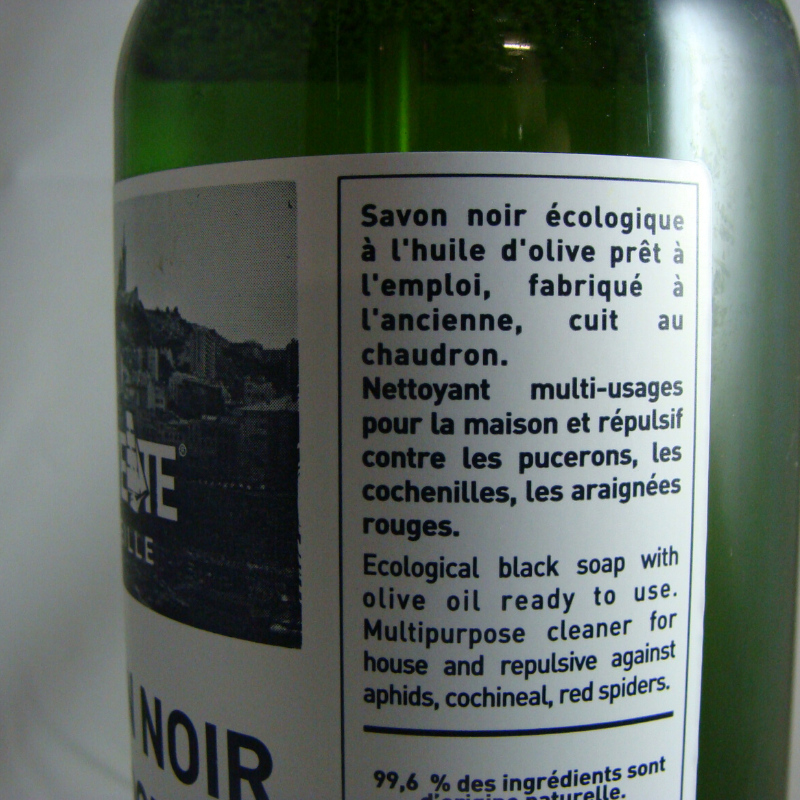 Savon noir écologique
à l'huile d'olive prêt à
l'emploi, fabriqué à
l'ancienne, cuit au
chaudron.
Nettoyant multi-usages
pour la maison et répulsif
contre les pucerons, les
cochenilles, les araignées
rouges.
Ecological black soap with
olive oil ready to use.
Multipurpose cleaner for
house and repulsive against
aphids, cochineal, red spiders.
99,6 % des ingrédients sont
d'origine naturelle.
NOIR